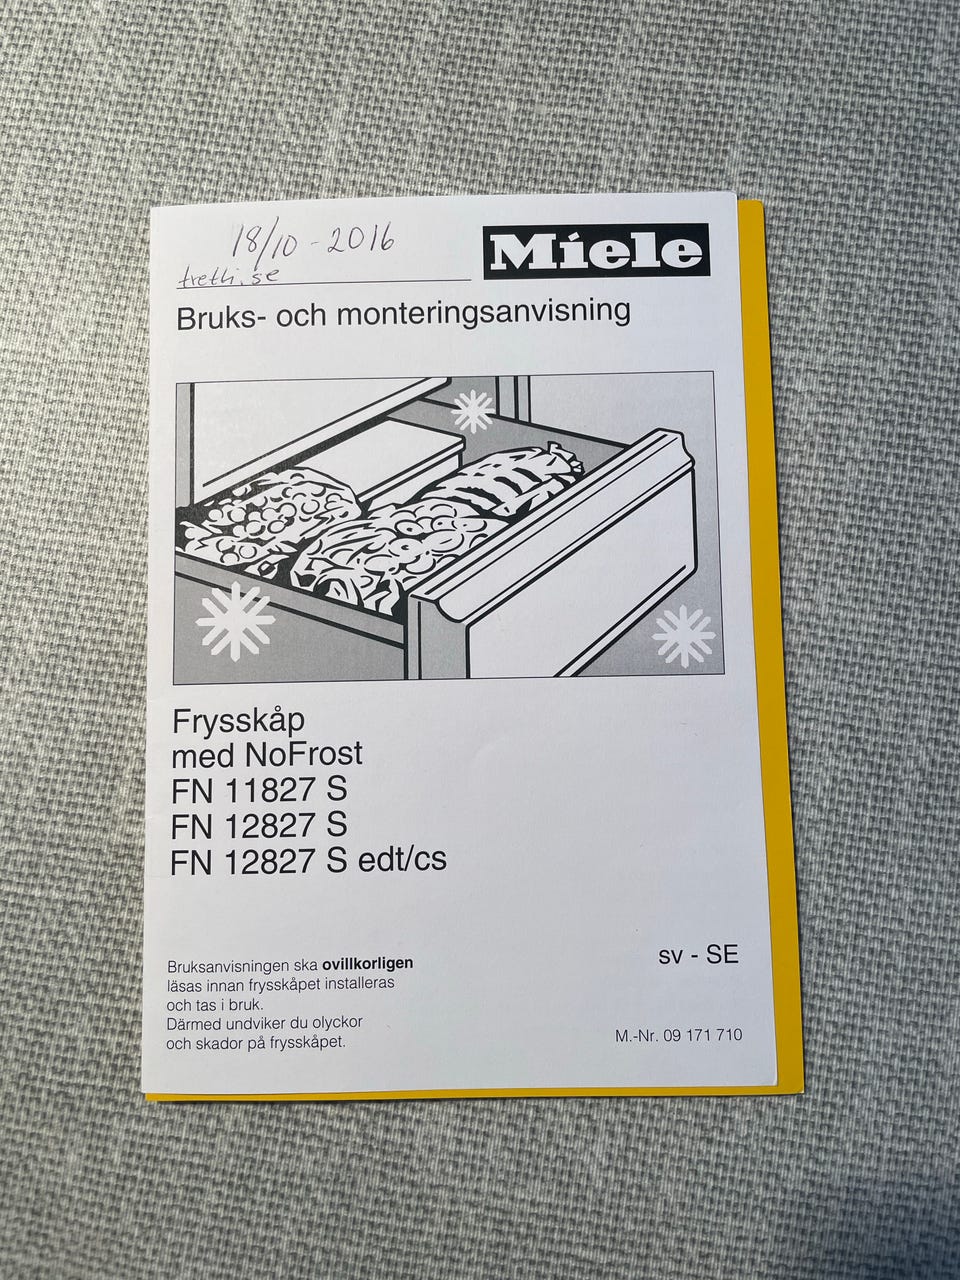 18/10 - 2016
tretti.se
Miele
Bruks- och monteringsanvisning
Frysskåp
med NoFrost
FN 11827 S
FN 12827 S
FN 12827 S edt/cs
Bruksanvisningen ska ovillkorligen
läsas innan frysskåpet installeras
och tas i bruk.
Därmed undviker du olyckor
och skador på frysskåpet.
sv - SE
M.-Nr. 09 171 710